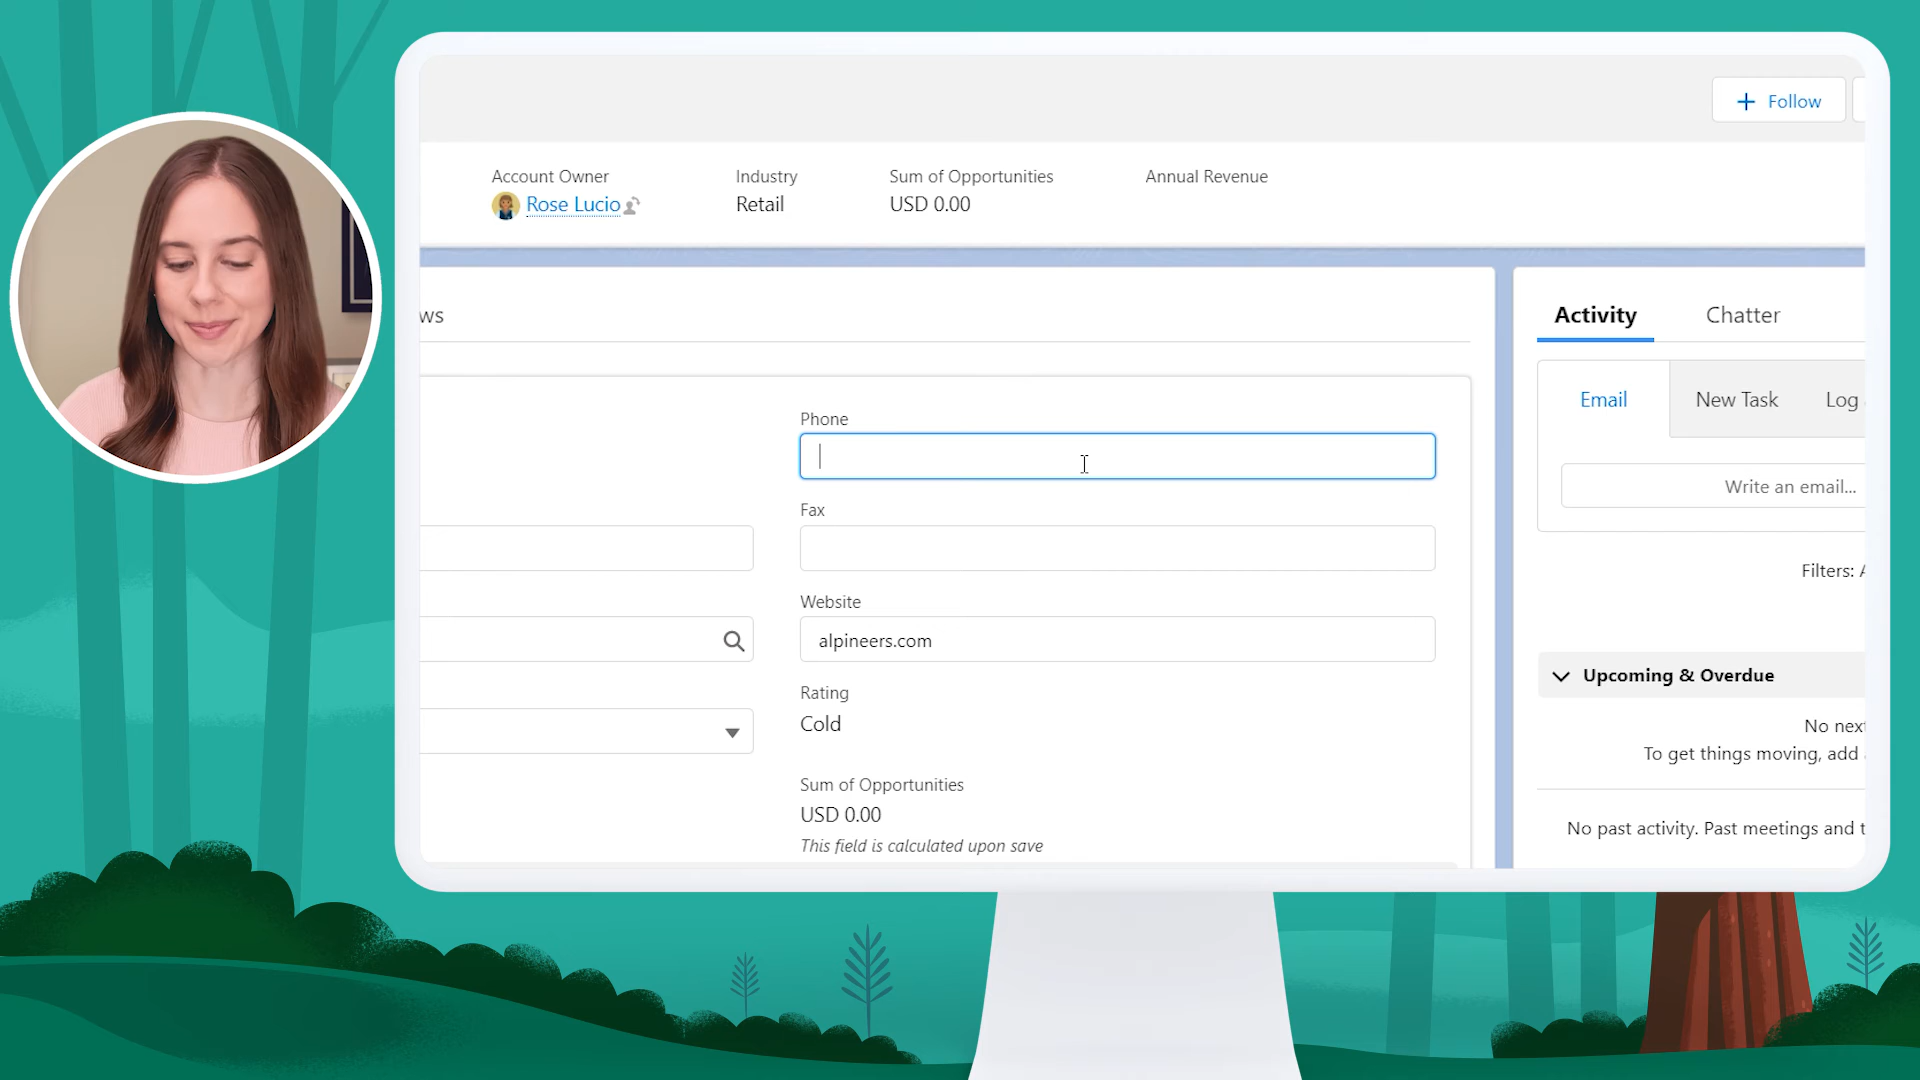 Follow
Account Owner
Rose Lucio
Industry
Retail
Sum of Opportunities
USD 0.00
Annual Revenue
ws
Activity
Chatter
Email
New Task
Log
Write an email...
Filters: A
Upcoming & Overdue
No next
To get things moving, add
No past activity. Past meetings and t
Phone
Fax
Website
alpineers.com
Rating
Cold
Sum of Opportunities
USD 0.00
This field is calculated upon save